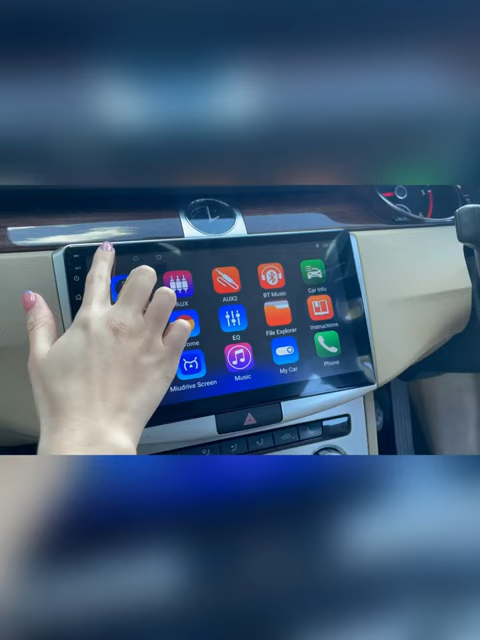 AUX
AUX2
BT Music
Car Info
EQ
File Explorer
Instructions
Miudrive Screen
Music
My Car
Phone